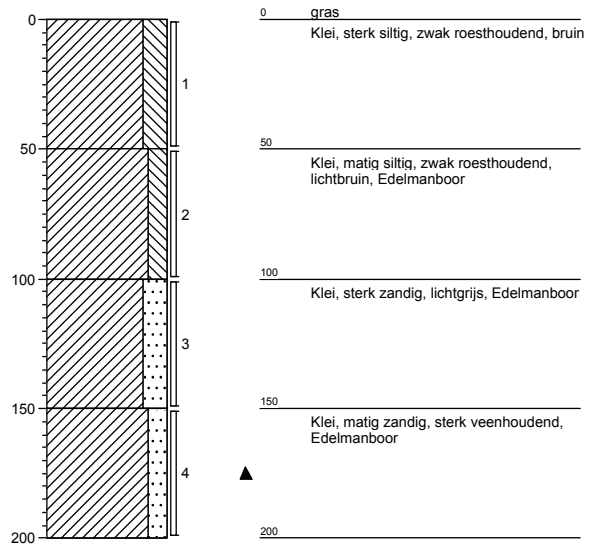 0
50
100
150
200
1
2
3
4
0 gras
Klei, sterk siltig, zwak roesthoudend, bruin
50
Klei, matig siltig, zwak roesthoudend,
lichtbruin, Edelmanboor
100
Klei, sterk zandig, lichtgrijs, Edelmanboor
150
Klei, matig zandig, sterk veenhoudend,
Edelmanboor
200